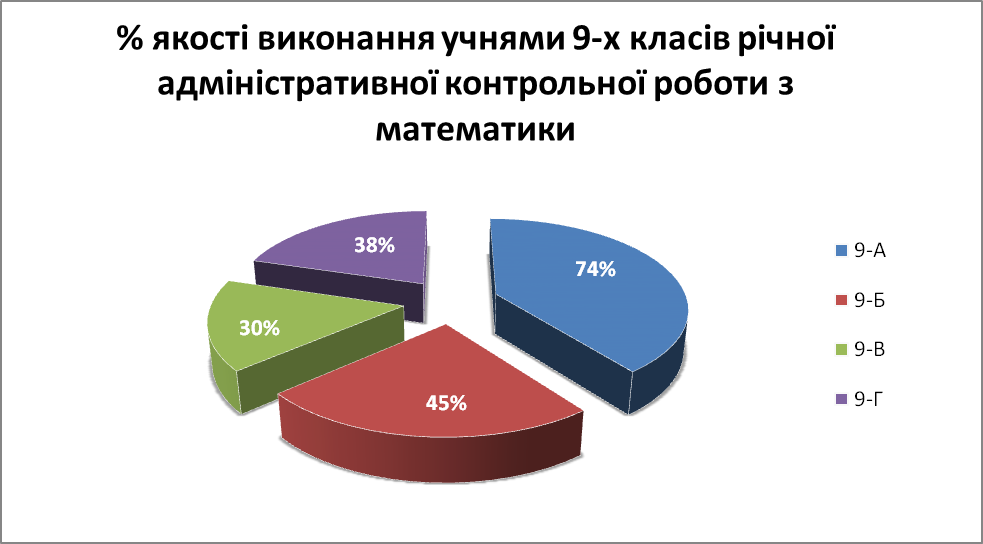 % якості виконання учнями 9-х класів річної
адміністративної контрольної роботи з
математики
38%
74%
30%
45%
9-А
9-Б
9-В
9-Г